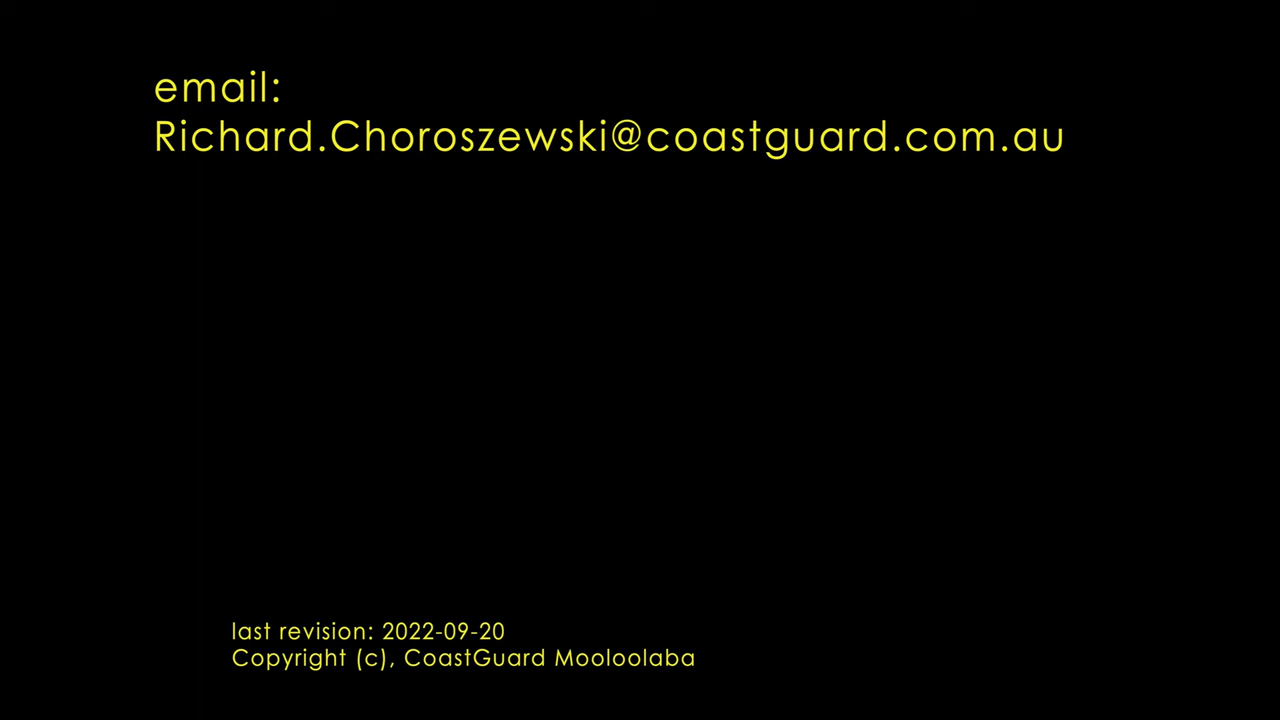 email:
Richard.Choroszewski@coastguard.com.au
last revision: 2022-09-20
Copyright (c), CoastGuard Mooloolaba